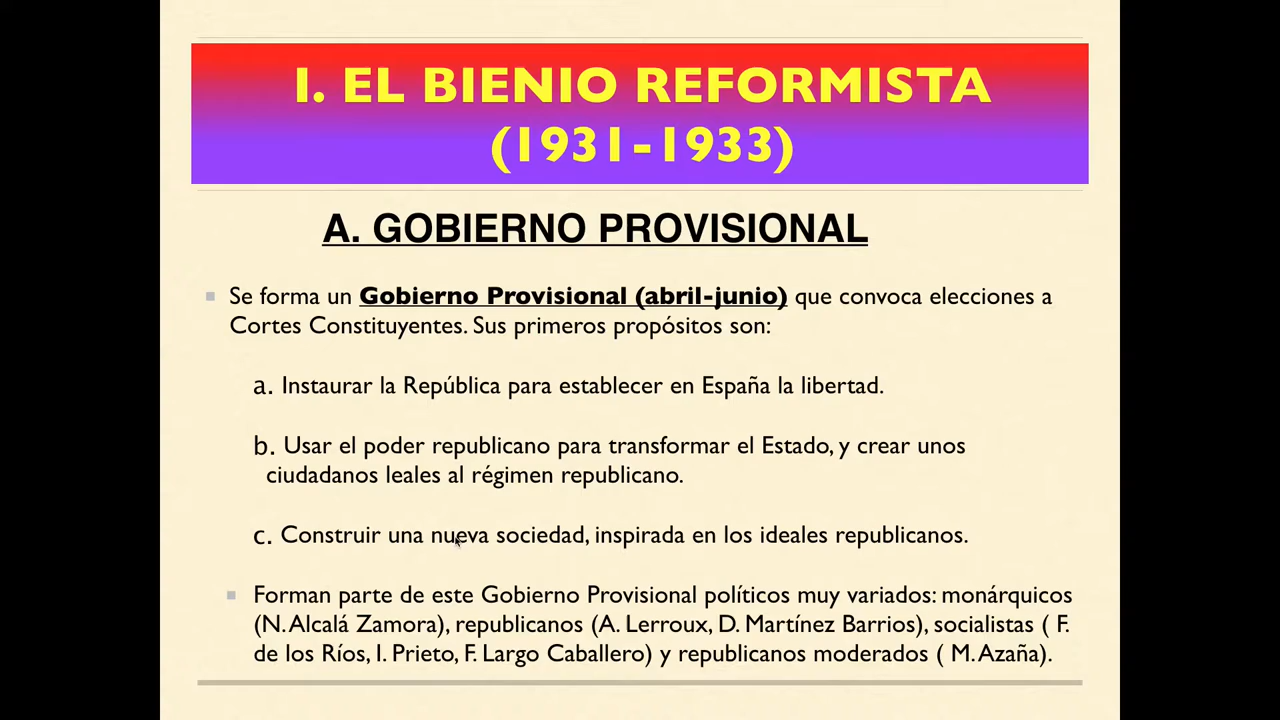 I. EL BIENIO REFORMISTA
(1931-1933)
A. GOBIERNO PROVISIONAL
Se forma un Gobierno Provisional (abril-junio) que convoca elecciones a
Cortes Constituyentes. Sus primeros propósitos son:
a. Instaurar la República para establecer en España la libertad.
b. Usar el poder republicano para transformar el Estado, y crear unos
ciudadanos leales al régimen republicano.
c. Construir una nueva sociedad, inspirada en los ideales republicanos.
Forman parte de este Gobierno Provisional políticos muy variados: monárquicos
(N. Alcalá Zamora), republicanos (A. Lerroux, D. Martínez Barrios), socialistas ( F.
de los Ríos, I. Prieto, F. Largo Caballero) y republicanos moderados ( M. Azaña).